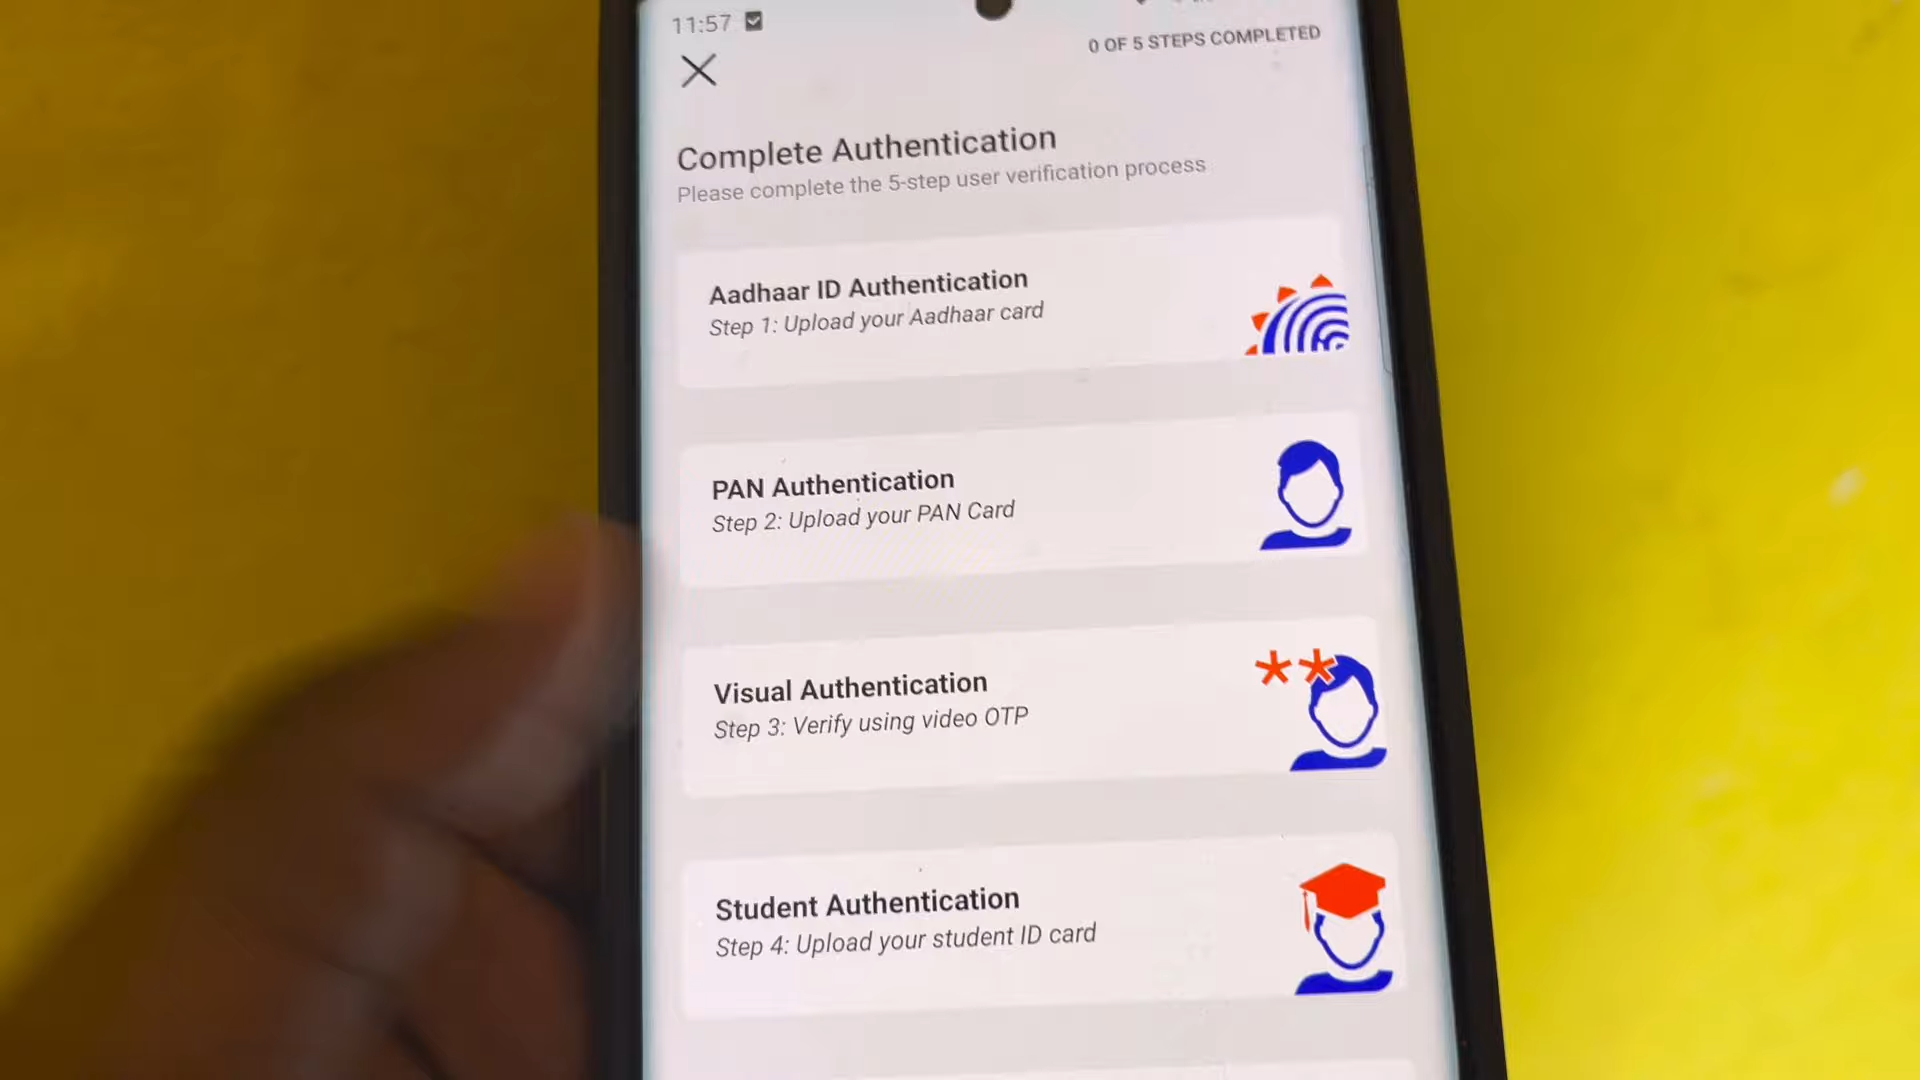 11:57
0 OF 5 STEPS COMPLETED
Complete Authentication
Please complete the 5-step user verification process
Aadhaar ID Authentication
Step 1: Upload your Aadhaar card
PAN Authentication
Step 2: Upload your PAN Card
Visual Authentication
Step 3: Verify using video OTP
Student Authentication
Step 4: Upload your student ID card